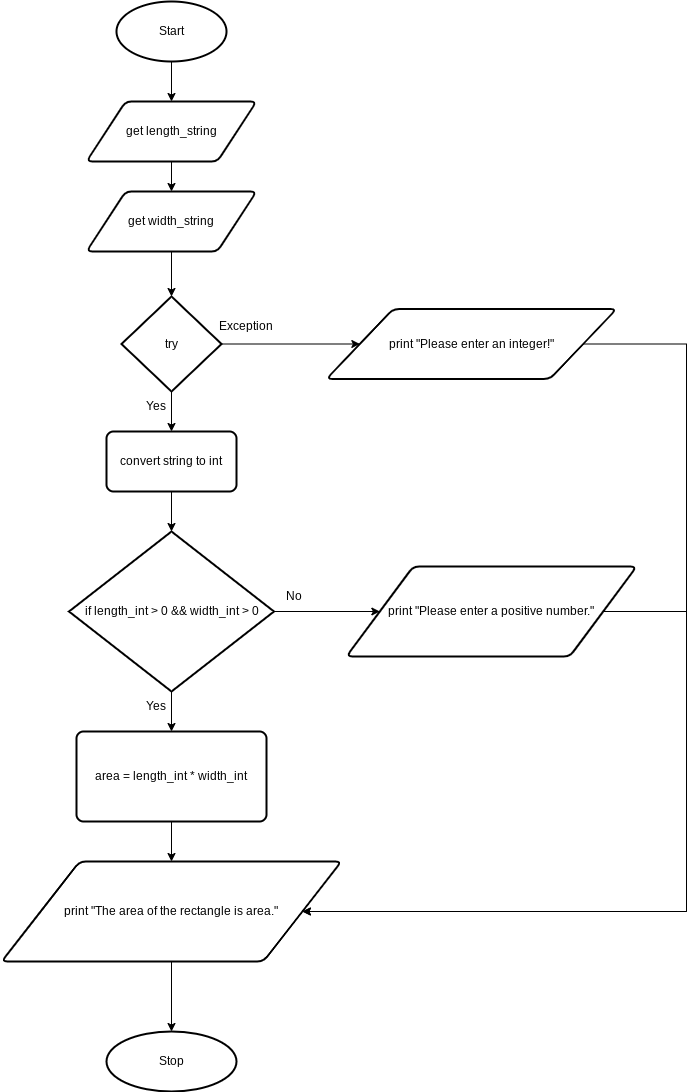 Start
get length_string
get width_string
try
Exception
print "Please enter an integer!"
Yes
convert string to int
if length_int > 0 && width_int > 0
No
print "Please enter a positive number."
Yes
area = length_int * width_int
print "The area of the rectangle is area."
Stop